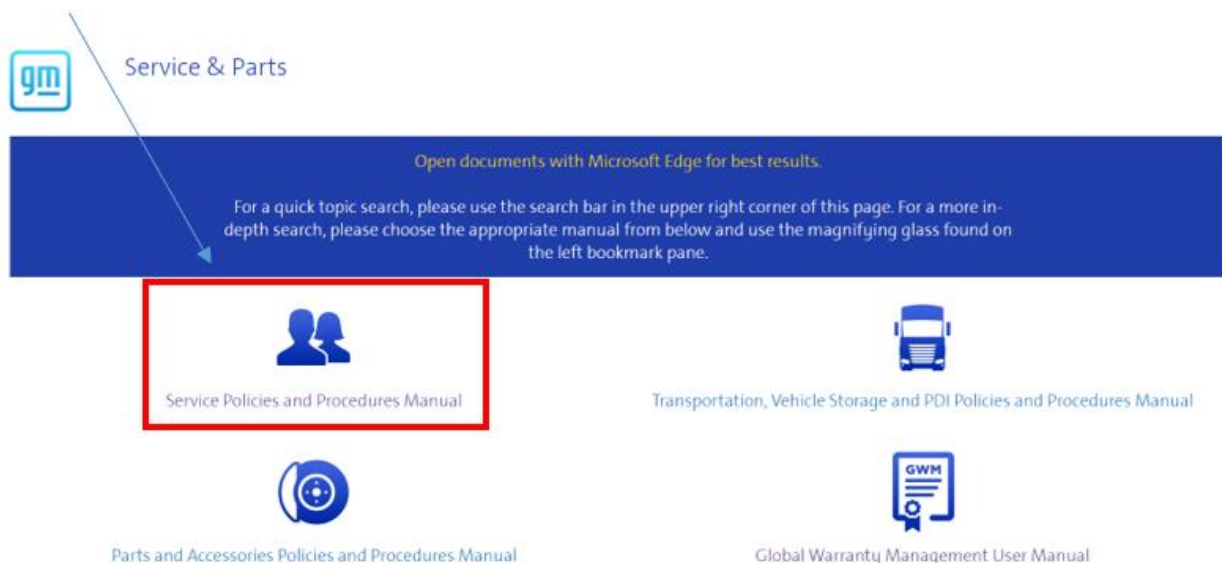 gm
Service & Parts
Open documents with Microsoft Edge for best results.
For a quick topic search, please use the search bar in the upper right corner of this page. For a more in-
depth search, please choose the appropriate manual from below and use the magnifying glass found on
the left bookmark pane.
Service Policies and Procedures Manual
Transportation, Vehicle Storage and PDI Policies and Procedures Manual
GWM
Parts and Accessories Policies and Procedures Manual
Global Warranty Management User Manual